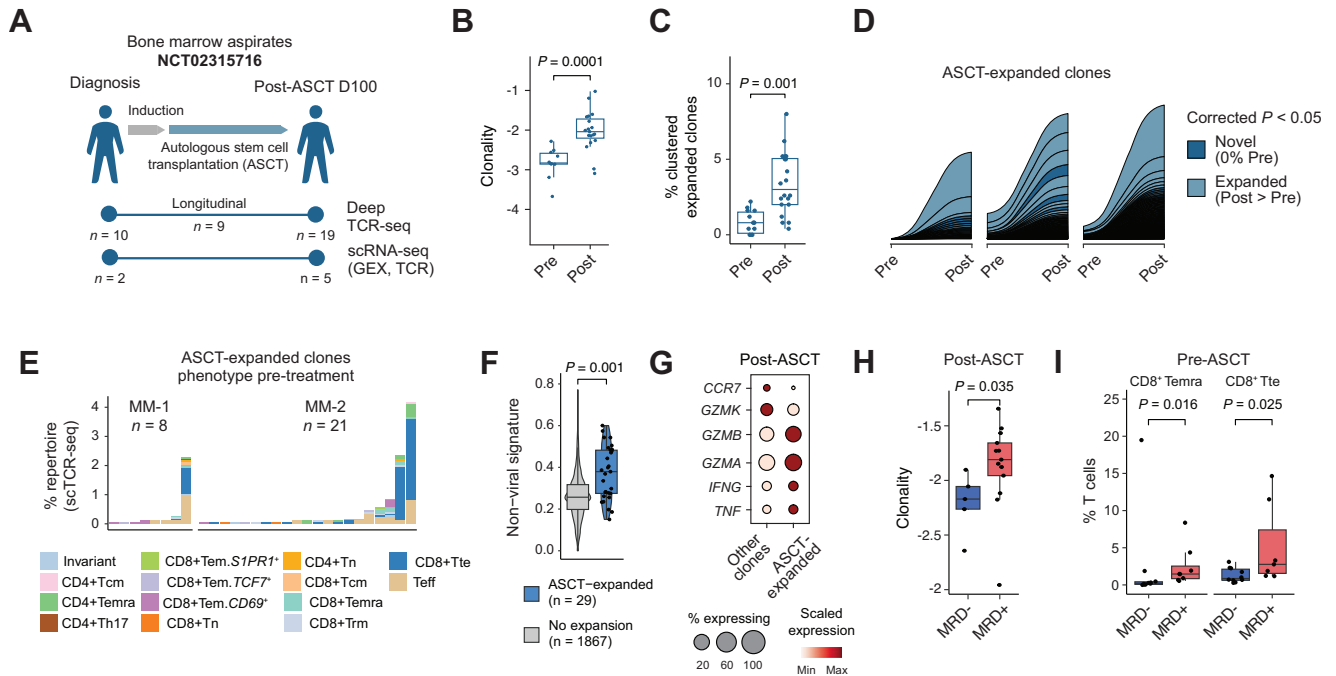 A
Bone marrow aspirates
NCT02315716
Diagnosis
Post-ASCT D100
Induction
Autologous stem cell
transplantation (ASCT)
Longitudinal
n = 10
n = 9
n = 19
Deep
TCR-seq
scRNA-seq
(GEX, TCR)
n = 2
n = 5
B
P = 0.0001
Clonality
-1
-2
-3
-4
Pre
Post
C
P = 0.001
% clustered
expanded clones
10
5
0
Pre
Post
D
ASCT-expanded clones
Pre
Post
Pre
Post
Pre
Post
Corrected P < 0.05
Novel
(0% Pre)
Expanded
(Post > Pre)
E
ASCT-expanded clones
phenotype pre-treatment
% repertoire
(scTCR-seq)
4
3
2
1
0
MM-1
n = 8
MM-2
n = 21
Invariant
CD4+Tcm
CD4+Temra
CD4+Th17
CD8+Tem.S1PR1⁺
CD8+Tem.TCF7⁺
CD8+Tem.CD69⁺
CD8+Tn
CD4+Tn
CD8+Tcm
CD8+Temra
CD8+Trm
CD8+Tte
Teff
F
P = 0.001
Non−viral signature
0.8
0.6
0.4
0.2
0.0
ASCT−expanded
(n = 29)
No expansion
(n = 1867)
G
Post-ASCT
CCR7
GZMK
GZMB
GZMA
IFNG
TNF
Other
clones
ASCT-
expanded
% expressing
20
60
100
Scaled
expression
Min
Max
H
Post-ASCT
P = 0.035
Clonality
-1.5
-2
-2.5
-2
MRD-
MRD+
I
Pre-ASCT
CD8⁺ Temra
CD8⁺ Tte
P = 0.016
P = 0.025
% T cells
20
15
10
5
0
MRD-
MRD+
MRD-
MRD+